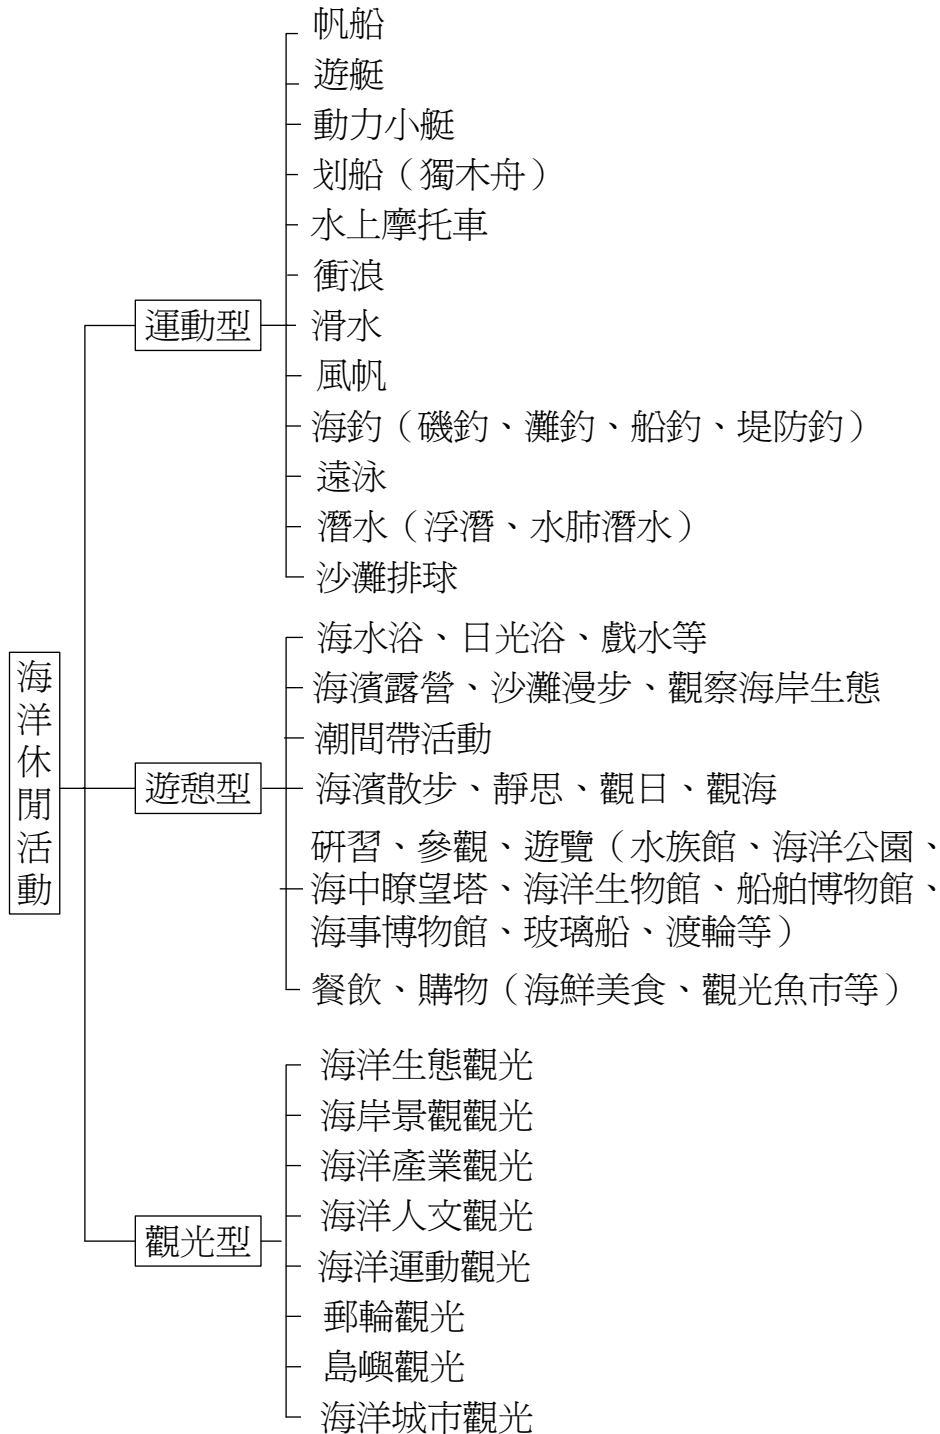 海洋休閒活動
運動型
帆船
遊艇
動力小艇
划船（獨木舟）
水上摩托車
衝浪
滑水
風帆
海釣（磯釣、灘釣、船釣、堤防釣）
遠泳
潛水（浮潛、水肺潛水）
沙灘排球
遊憩型
海水浴、日光浴、戲水等
海濱露營、沙灘漫步、觀察海岸生態
潮間帶活動
海濱散步、靜思、觀日、觀海
研習、參觀、遊覽（水族館、海洋公園、
海中瞭望塔、海洋生物館、船舶博物館、
海事博物館、玻璃船、渡輪等）
餐飲、購物（海鮮美食、觀光魚市等）
觀光型
海洋生態觀光
海岸景觀觀光
海洋產業觀光
海洋人文觀光
海洋運動觀光
郵輪觀光
島嶼觀光
海洋城市觀光